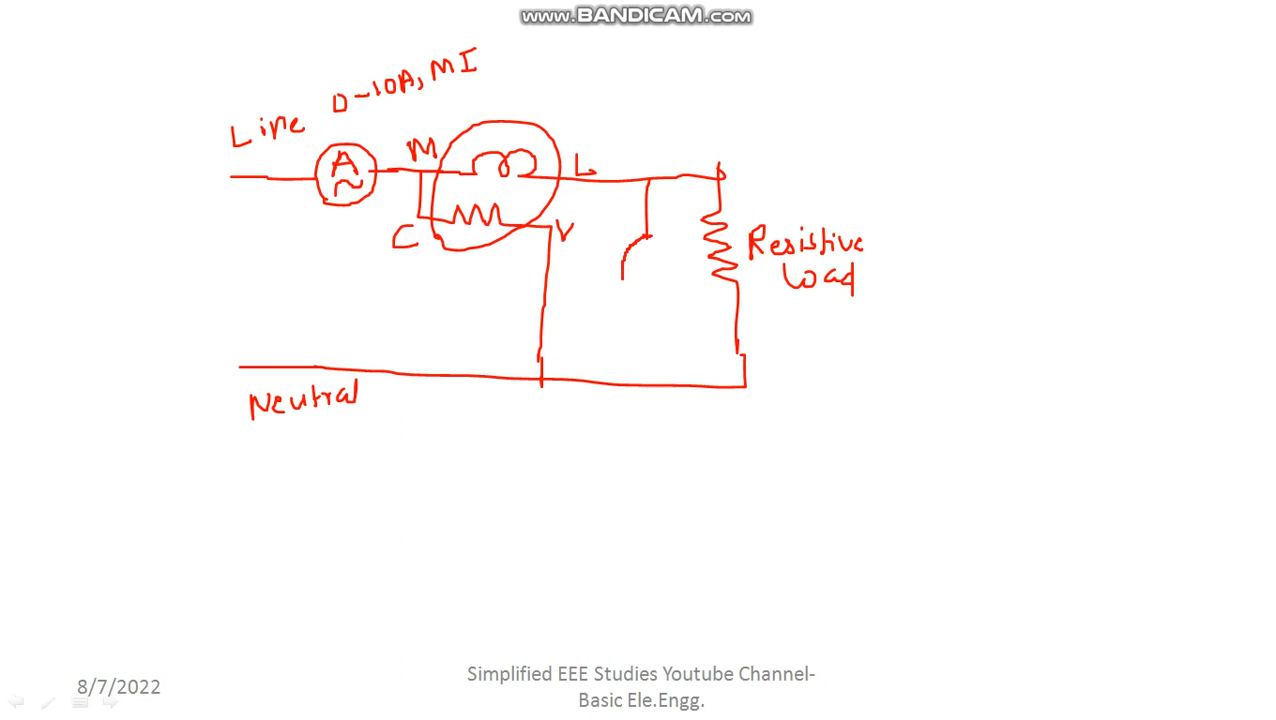 www.BANDICAM.com
0-10A, MI
Line
A
M
L
C
V
Resistive
Load
Neutral
8/7/2022
Simplified EEE Studies Youtube Channel-
Basic Ele.Engg.